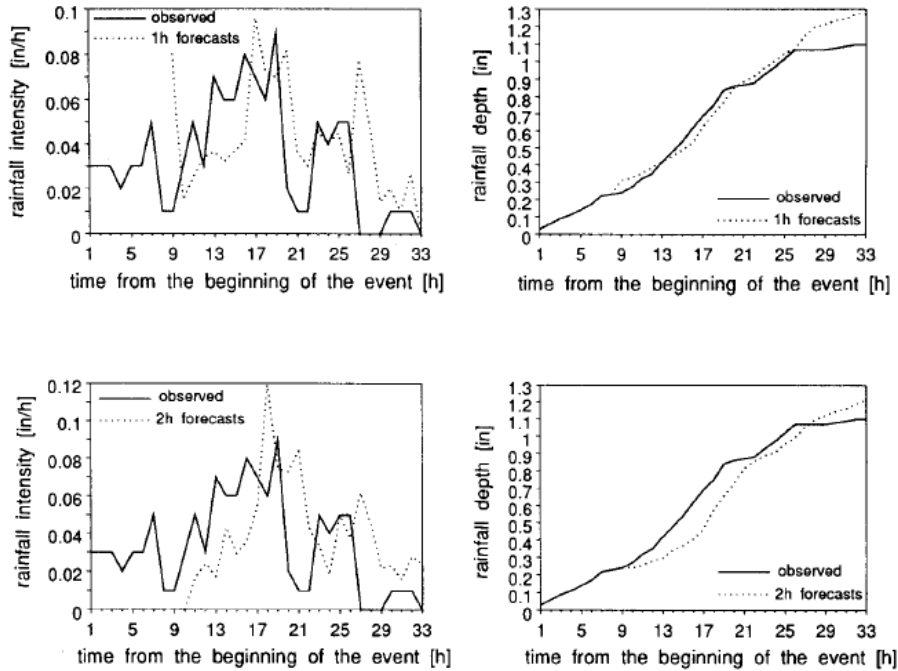 observed
1h forecasts
0.1
0.08
0.06
0.04
0.02
0
rainfall intensity [in/h]
1 5 9 13 17 21 25 29 33
time from the beginning of the event [h]
1.3
1.2
1.1
1
0.9
0.8
0.7
0.6
0.5
0.4
0.3
0.2
0.1
0
rainfall depth [in]
observed
1h forecasts
1 5 9 13 17 21 25 29 33
time from the beginning of the event [h]
0.12
0.1
0.08
0.06
0.04
0.02
0
rainfall intensity [in/h]
observed
2h forecasts
1 5 9 13 17 21 25 29 33
time from the beginning of the event [h]
1.3
1.2
1.1
1
0.9
0.8
0.7
0.6
0.5
0.4
0.3
0.2
0.1
0
rainfall depth [in]
observed
2h forecasts
1 5 9 13 17 21 25 29 33
time from the beginning of the event [h]